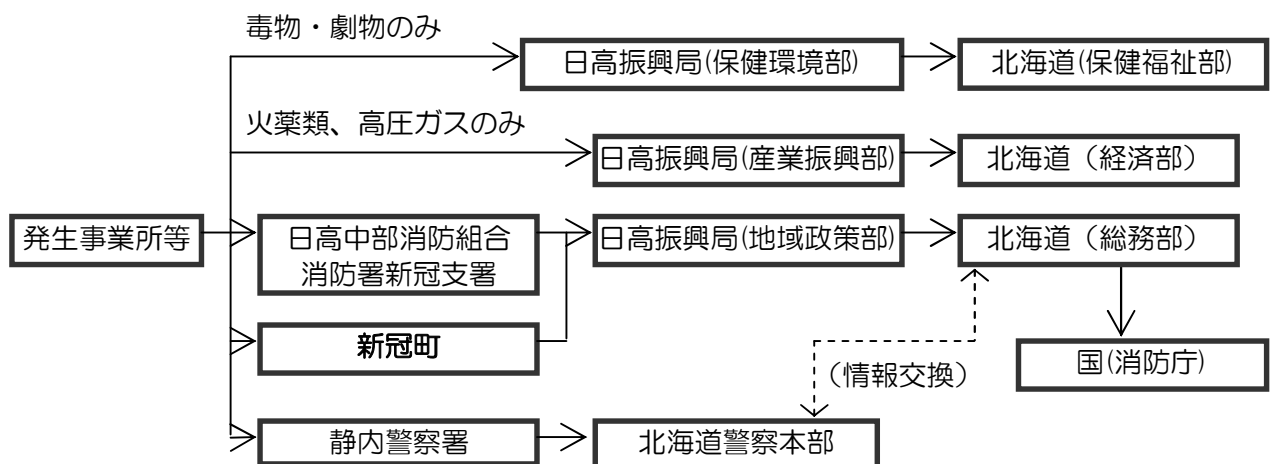 毒物・劇物のみ
日高振興局(保健環境部)
北海道(保健福祉部)
火薬類、高圧ガスのみ
日高振興局(産業振興部)
北海道（経済部）
発生事業所等
日高中部消防組合
消防署新冠支署
日高振興局(地域政策部)
北海道（総務部）
新冠町
国(消防庁)
（情報交換）
静内警察署
北海道警察本部